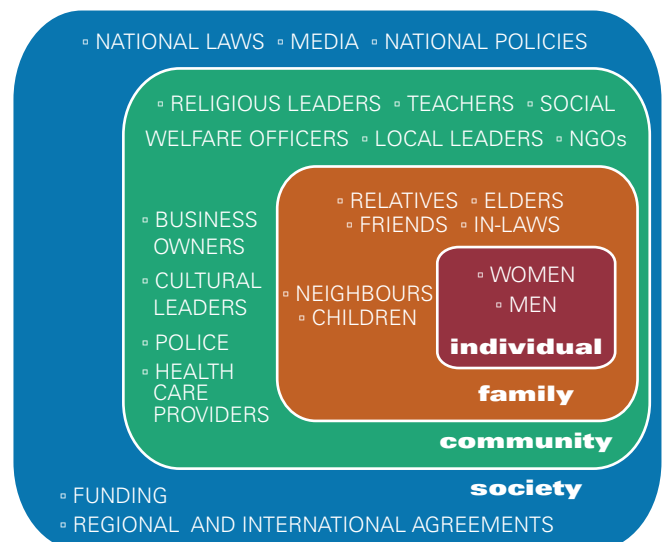 ▫ NATIONAL LAWS ▫ MEDIA ▫ NATIONAL POLICIES
▫ RELIGIOUS LEADERS ▫ TEACHERS ▫ SOCIAL
WELFARE OFFICERS ▫ LOCAL LEADERS ▫ NGOs
▫ BUSINESS
OWNERS
▫ CULTURAL
LEADERS
▫ POLICE
▫ HEALTH
CARE
PROVIDERS
▫ RELATIVES ▫ ELDERS
▫ FRIENDS ▫ IN-LAWS
▫ NEIGHBOURS
▫ CHILDREN
▫ WOMEN
▫ MEN
individual
family
community
society
▫ FUNDING
▫ REGIONAL AND INTERNATIONAL AGREEMENTS